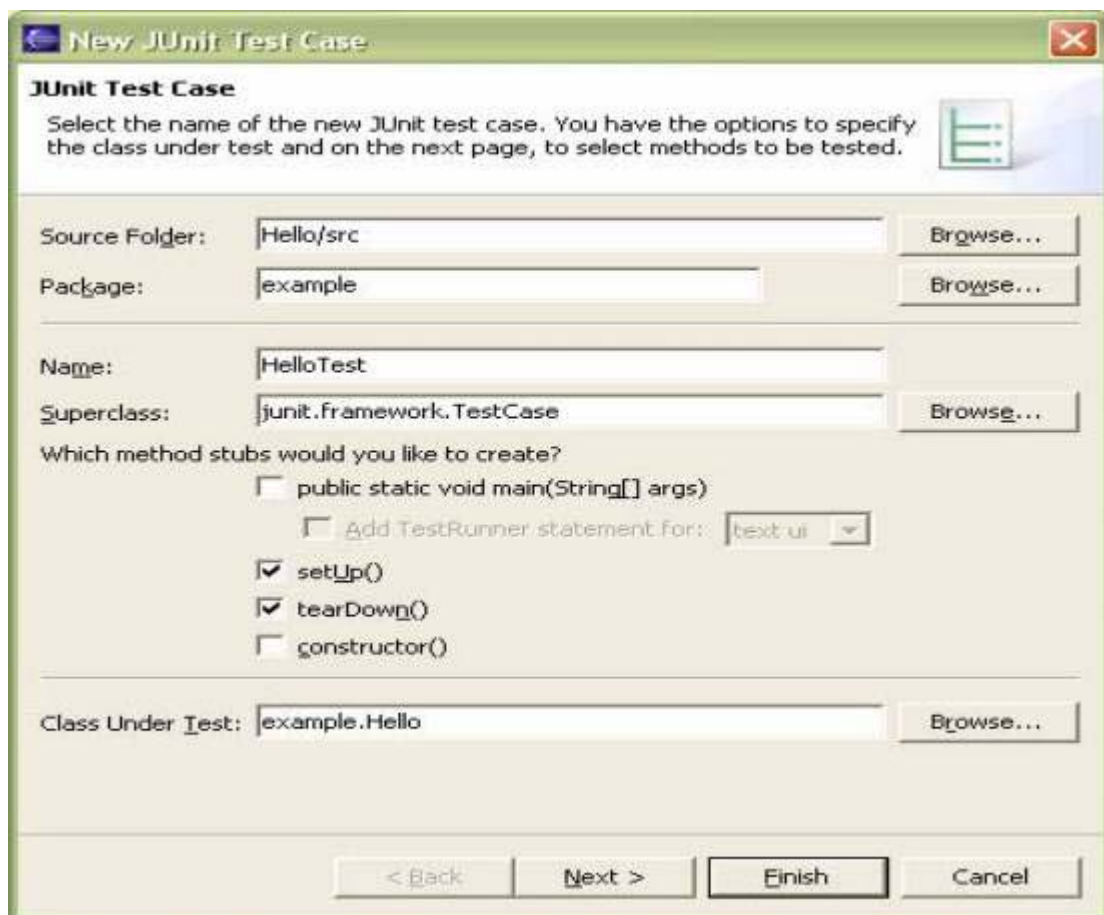 New JUnit Test Case
JUnit Test Case
Select the name of the new JUnit test case. You have the options to specify
the class under test and on the next page, to select methods to be tested.
Source Folder: Hello/src Browse...
Package: example Browse...
Name: HelloTest
Superclass: junit.framework.TestCase Browse...
Which method stubs would you like to create?
public static void main(String[] args)
Add TestRunner statement for: text ui
setUp()
tearDown()
constructor()
Class Under Test: example.Hello Browse...
< Back Next > Finish Cancel